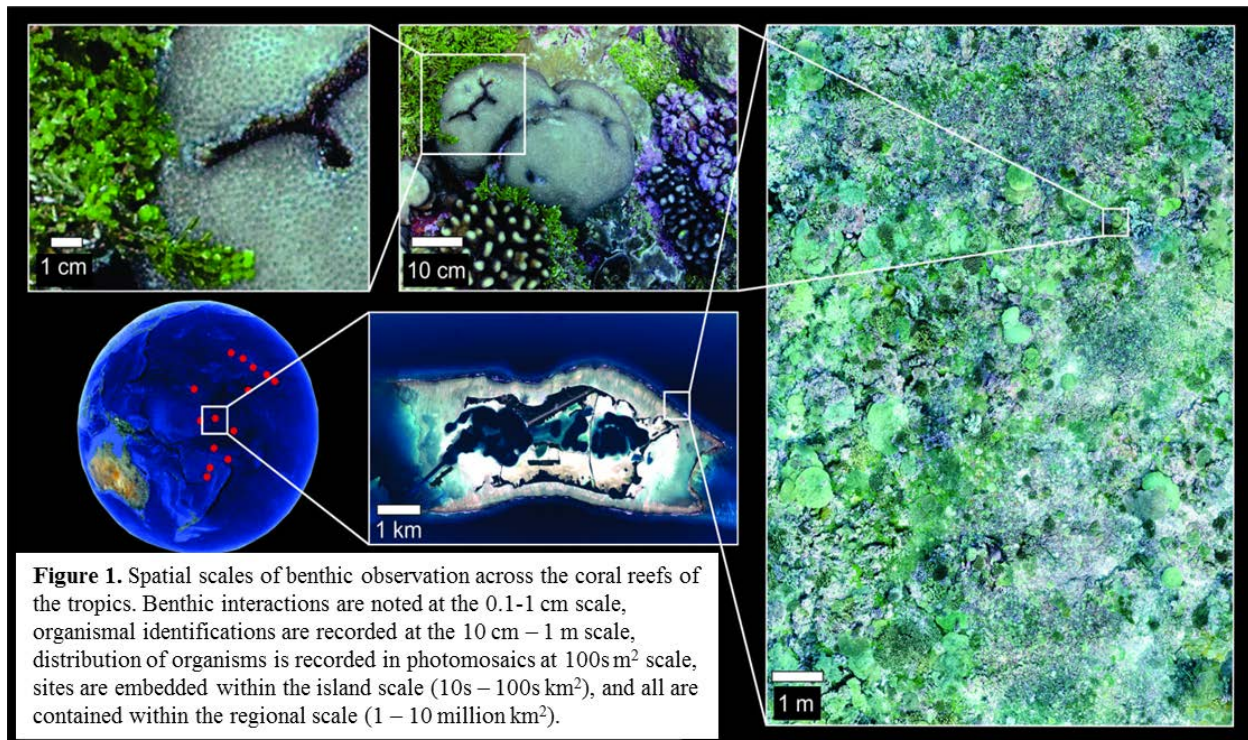 1 cm
10 cm
1 km
1 m
Figure 1. Spatial scales of benthic observation across the coral reefs of
the tropics. Benthic interactions are noted at the 0.1-1 cm scale,
organismal identifications are recorded at the 10 cm – 1 m scale,
distribution of organisms is recorded in photomosaics at 100s m² scale,
sites are embedded within the island scale (10s – 100s km²), and all are
contained within the regional scale (1 – 10 million km²).